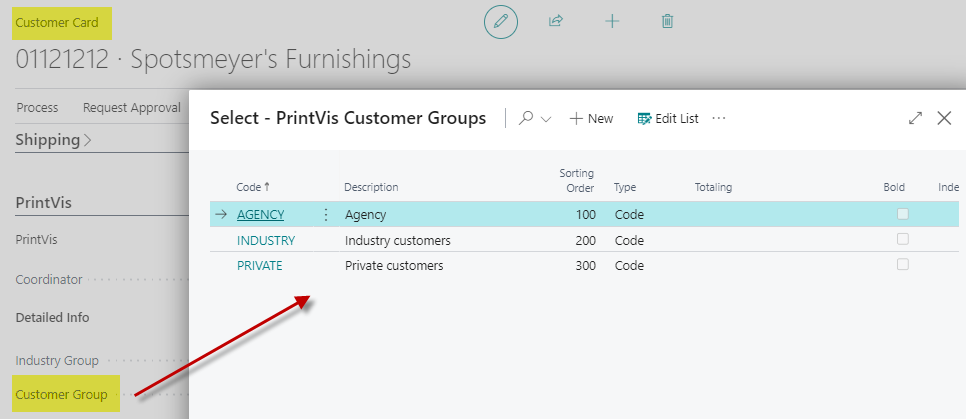 Customer Card
01121212 · Spotsmeyer's Furnishings
Process Request Approval
Shipping
PrintVis
PrintVis
Coordinator
Detailed Info
Industry Group
Customer Group
Select - PrintVis Customer Groups
New Edit List
Code Description Sorting Order Type Totaling Bold Inde
AGENCY Agency 100 Code
INDUSTRY Industry customers 200 Code
PRIVATE Private customers 300 Code